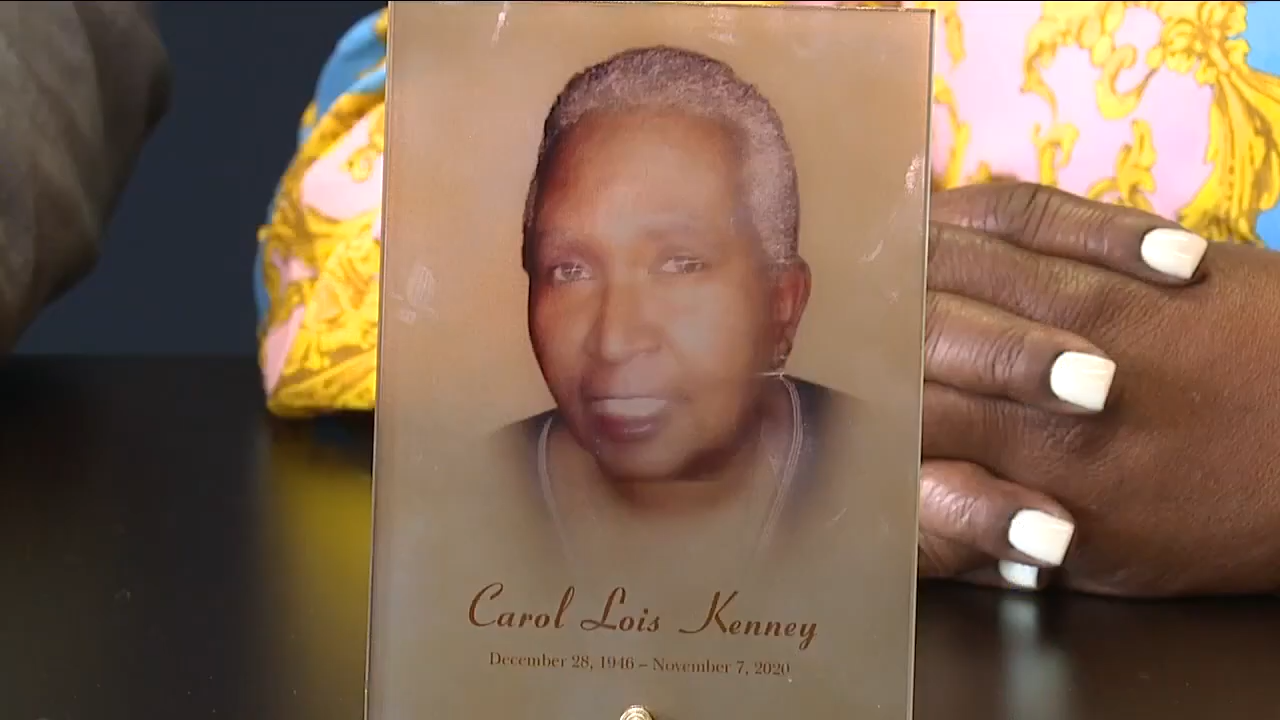 Carol Lois Kenney
December 28, 1946 – November 7, 2020